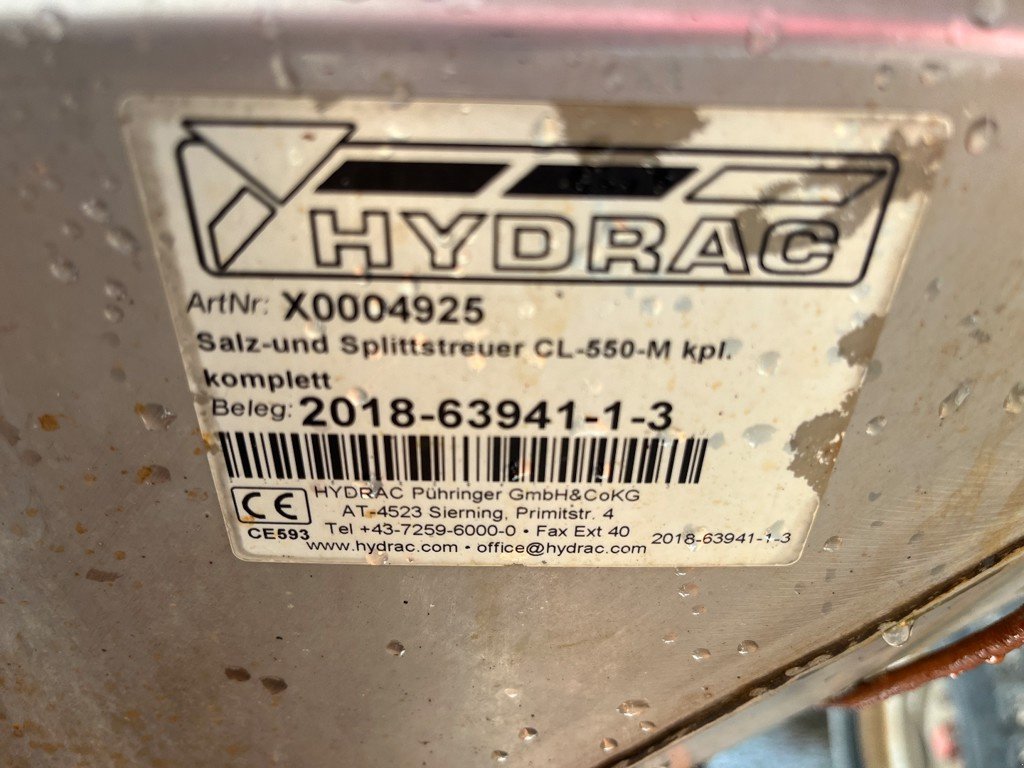 HYDRAC
ArtNr: X0004925
Salz-und Splittstreuer CL-550-M kpl.
komplett
Beleg: 2018-63941-1-3
CE HYDRAC Pühringer GmbH&CoKG
AT-4523 Sierning, Primitstr. 4
CE593 Tel +43-7259-6000-0 • Fax Ext 40
www.hydrac.com • office@hydrac.com 2018-63941-1-3